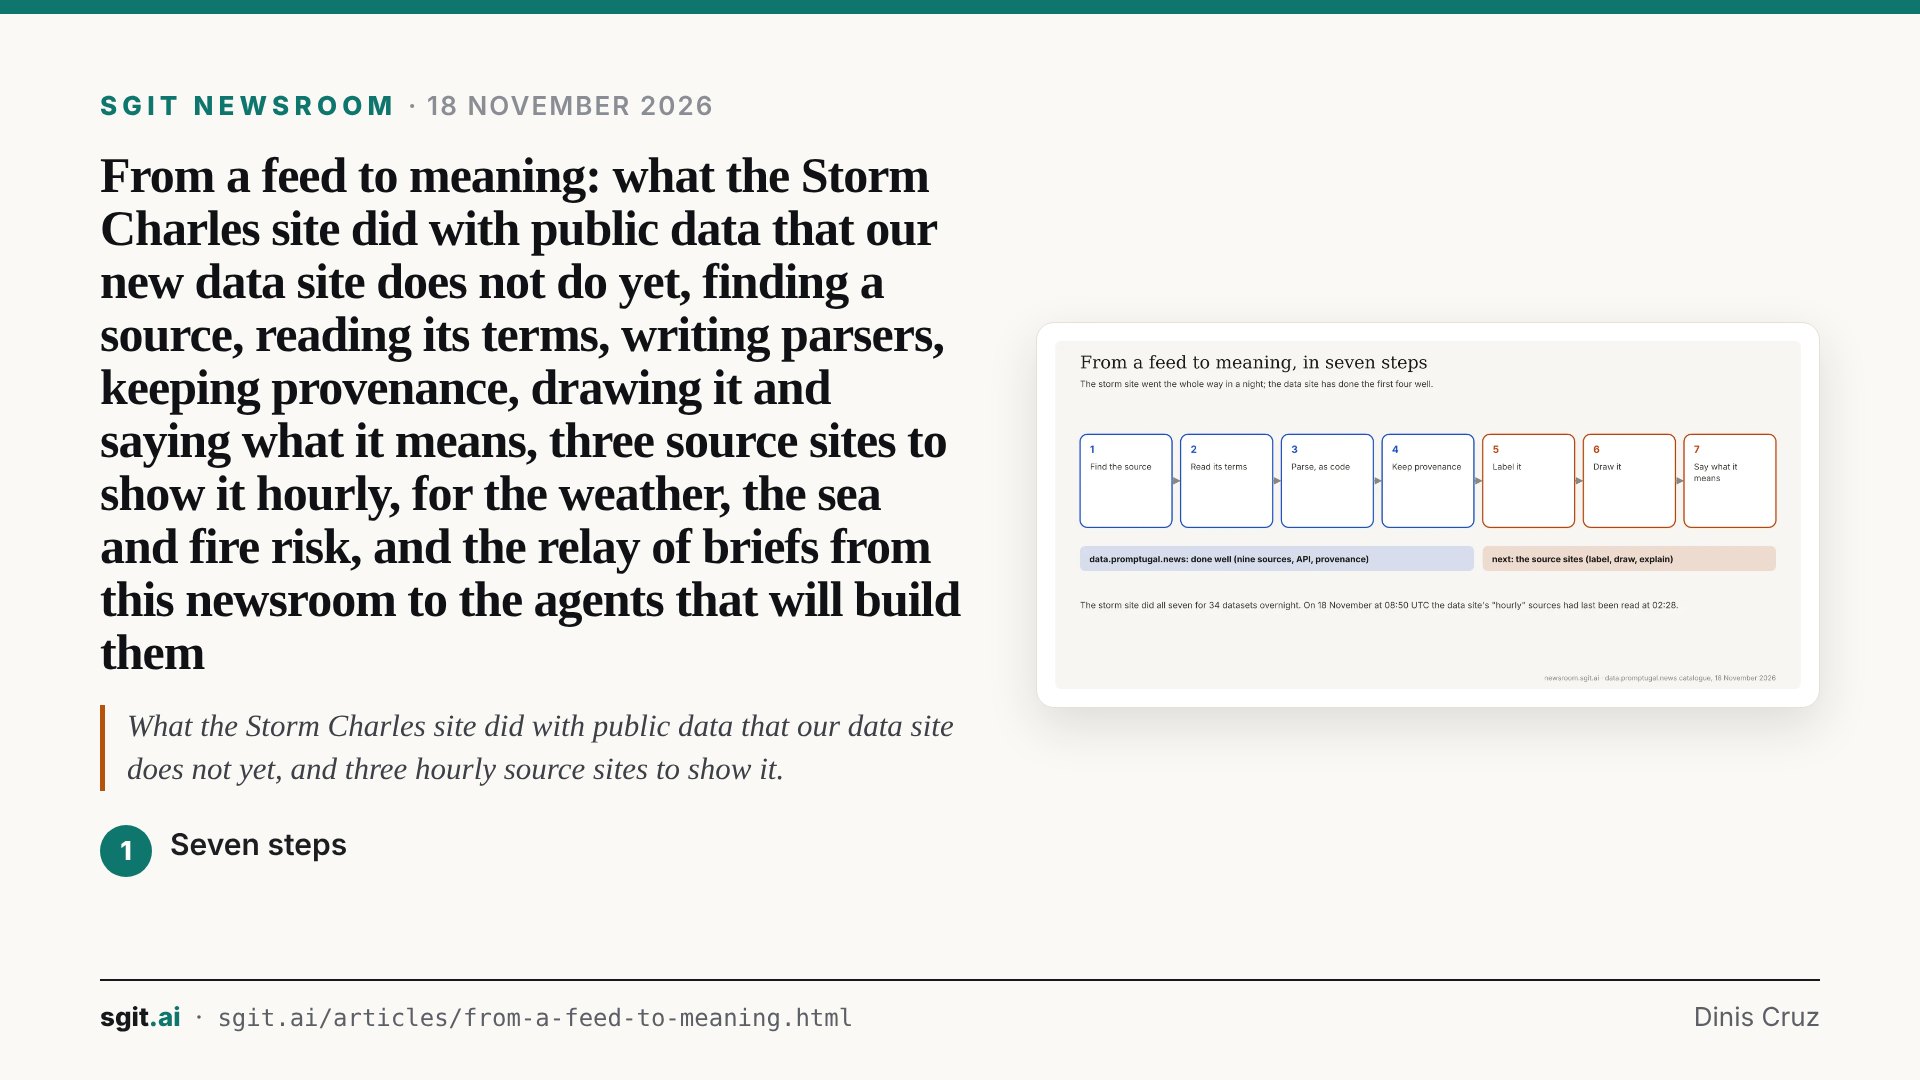 SGIT NEWSROOM · 18 NOVEMBER 2026
From a feed to meaning: what the Storm
Charles site did with public data that our
new data site does not do yet, finding a
source, reading its terms, writing parsers,
keeping provenance, drawing it and
saying what it means, three source sites to
show it hourly, for the weather, the sea
and fire risk, and the relay of briefs from
this newsroom to the agents that will build
them
What the Storm Charles site did with public data that our data site
does not yet, and three hourly source sites to show it.
1 Seven steps
From a feed to meaning, in seven steps
The storm site went the whole way in a night; the data site has done the first four well.
1
Find the source
2
Read its terms
3
Parse, as code
4
Keep provenance
5
Label it
6
Draw it
7
Say what it
means
data.promptugal.news: done well (nine sources, API, provenance)
next: the source sites (label, draw, explain)
The storm site did all seven for 34 datasets overnight. On 18 November at 08:50 UTC the data site's "hourly" sources had last been read at 02:28.
newsroom.sgit.ai · data.promptugal.news catalogue, 18 November 2026
sgit.ai · sgit.ai/articles/from-a-feed-to-meaning.html
Dinis Cruz